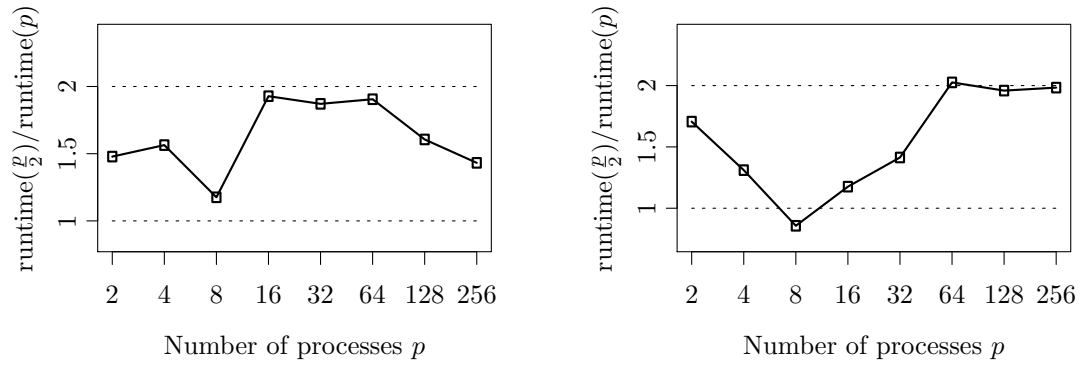 runtime(p/2)/runtime(p)
2
1.5
1
2 4 8 16 32 64 128 256
Number of processes p
runtime(p/2)/runtime(p)
2
1.5
1
2 4 8 16 32 64 128 256
Number of processes p